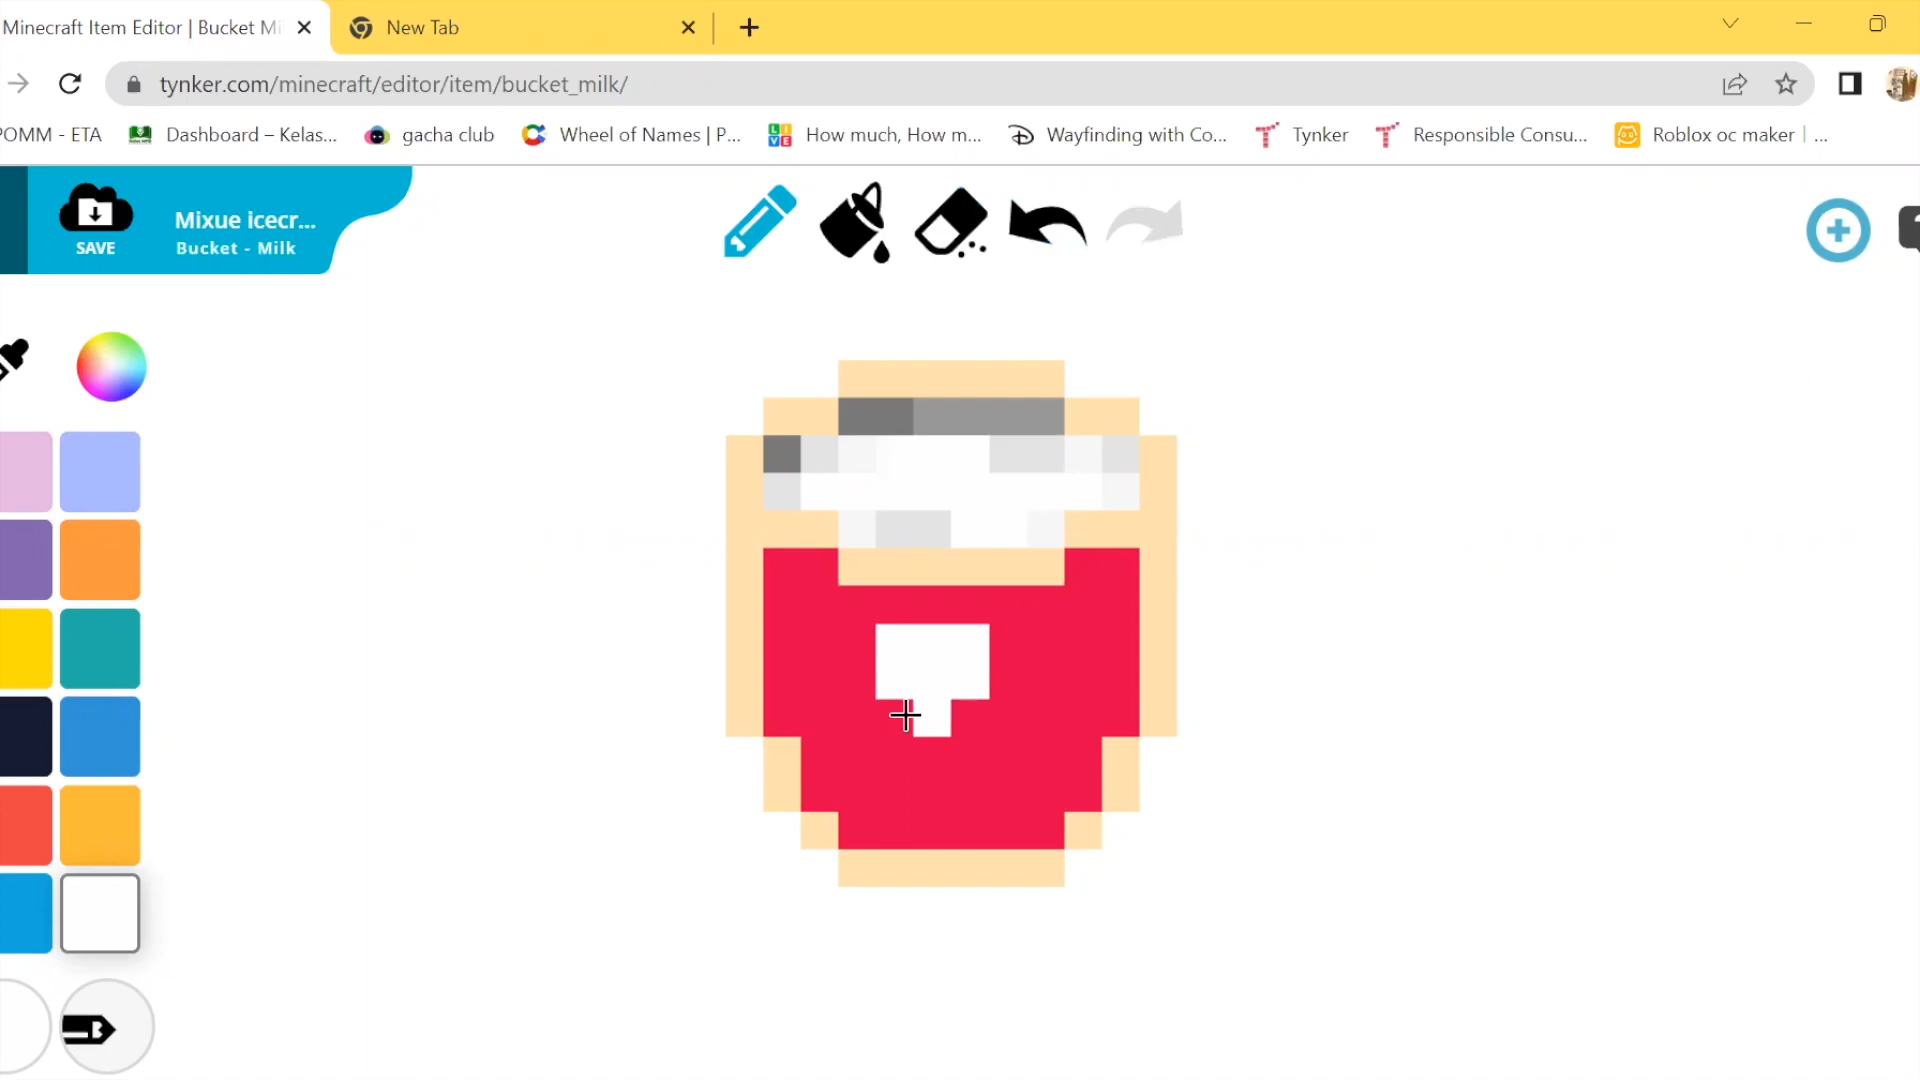 Minecraft Item Editor | Bucket Mi
New Tab
tynker.com/minecraft/editor/item/bucket_milk/
POMM - ETA
Dashboard – Kelas...
gacha club
Wheel of Names | P...
LIVE
How much, How m...
Wayfinding with Co...
Tynker
Responsible Consu...
Roblox oc maker | ...
SAVE
Mixue icecr...
Bucket - Milk